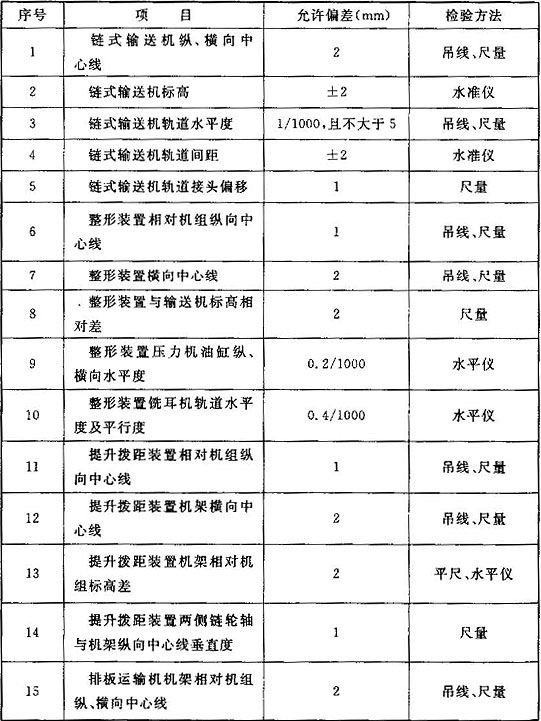 序号 项 目 允许偏差(mm) 检验方法
1 链式输送机纵、横向中心线 2 吊线、尺量
2 链式输送机标高 ±2 水准仪
3 链式输送机轨道水平度 1/1000,且不大于5 吊线、尺量
4 链式输送机轨道间距 ±2 水准仪
5 链式输送机轨道接头偏移 1 尺量
6 整形装置相对机组纵向中心线 1 吊线、尺量
7 整形装置横向中心线 2 吊线、尺量
8 整形装置与输送机标高相对差 2 尺量
9 整形装置压力机油缸纵、横向水平度 0.2/1000 水平仪
10 整形装置铣耳机轨道水平度及平行度 0.4/1000 水平仪
11 提升拨距装置相对机组纵向中心线 1 吊线、尺量
12 提升拨距装置机架横向中心线 2 吊线、尺量
13 提升拨距装置机架相对机组标高差 2 平尺、水平仪
14 提升拨距装置两侧链轮轴与机架纵向中心线垂直度 1 尺量
15 排板运输机机架相对机组纵、横向中心线 2 吊线、尺量